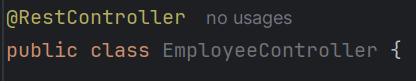 @RestController no usages
public class EmployeeController {